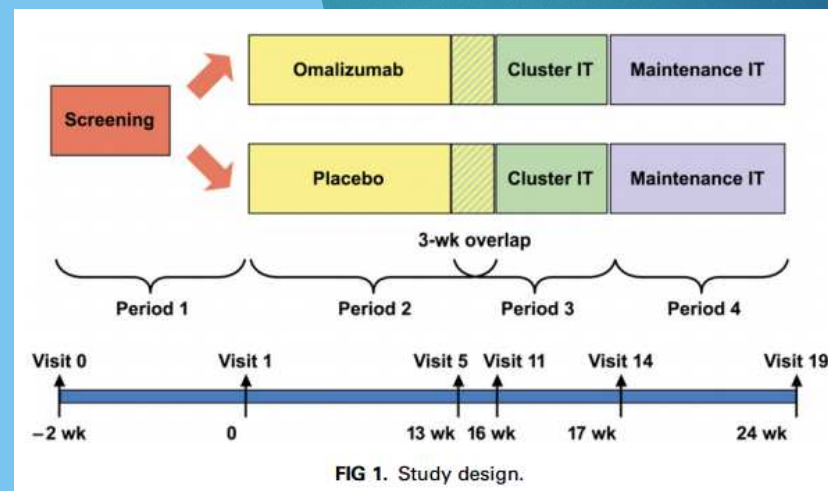 Omalizumab
Cluster IT
Maintenance IT
Screening
Placebo
Cluster IT
Maintenance IT
3-wk overlap
Period 1
Period 2
Period 3
Period 4
Visit 0
Visit 1
Visit 5
Visit 11
Visit 14
Visit 19
−2 wk
0
13 wk
16 wk
17 wk
24 wk
FIG 1. Study design.